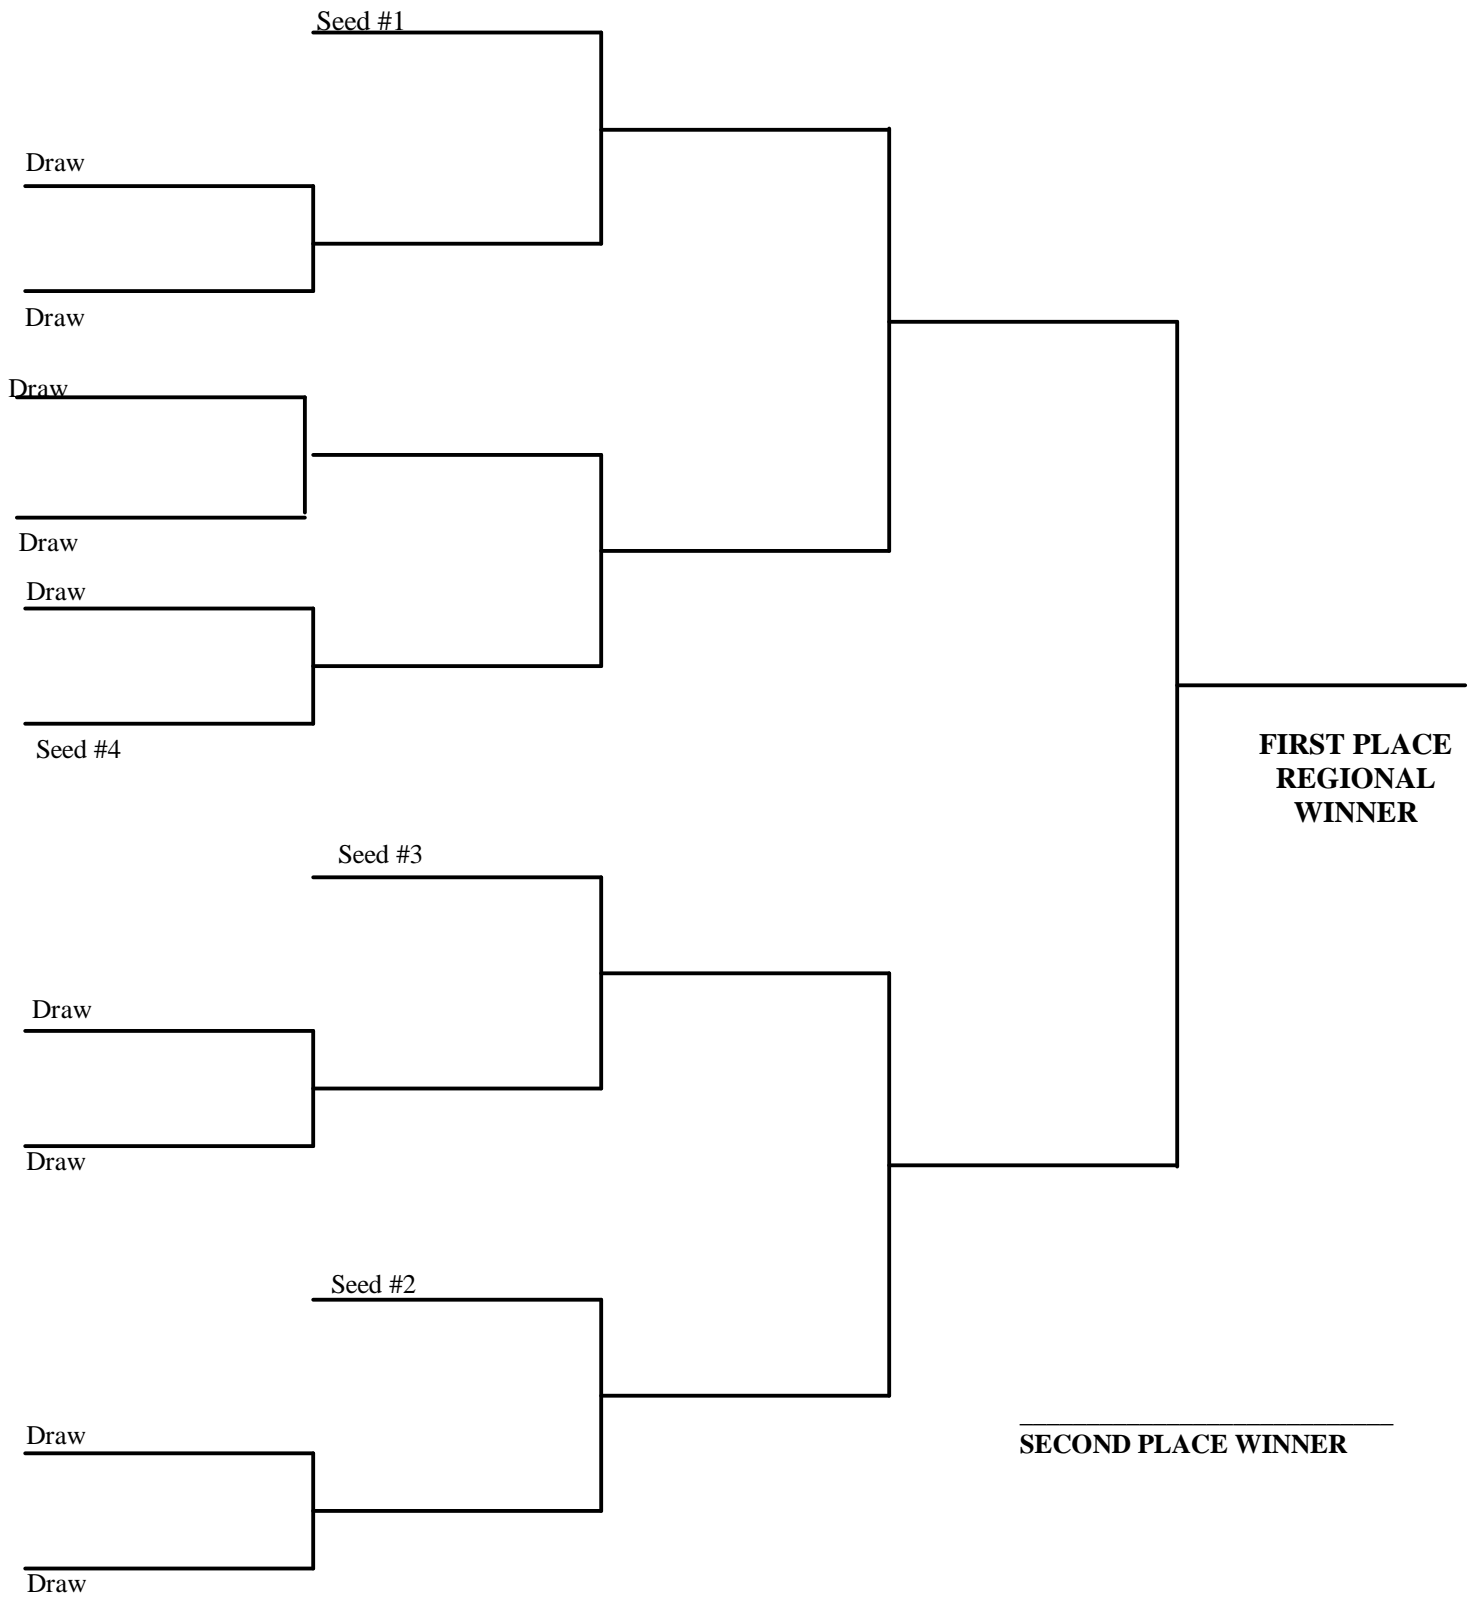 Seed #1
Draw
Draw
Draw
Draw
Draw
Seed #4
FIRST PLACE
REGIONAL
WINNER
Seed #3
Draw
Draw
Seed #2
Draw
SECOND PLACE WINNER
Draw